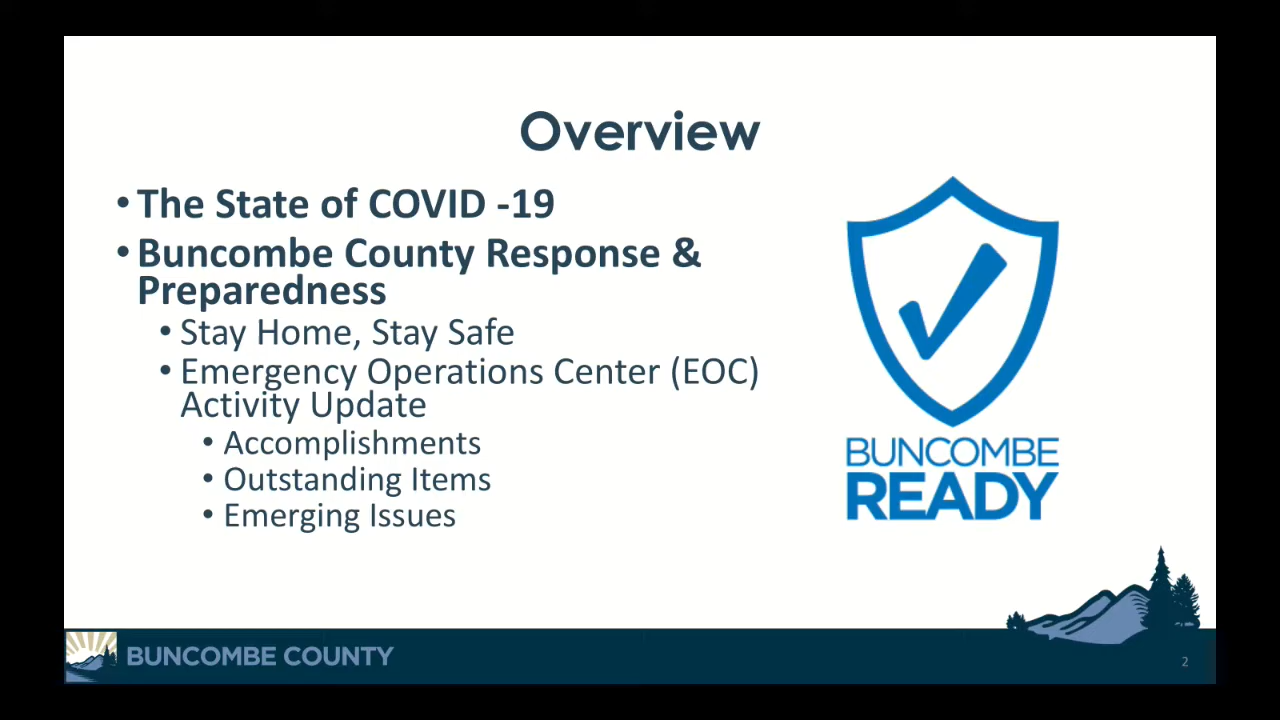 Overview
• The State of COVID -19
• Buncombe County Response &
Preparedness
• Stay Home, Stay Safe
• Emergency Operations Center (EOC)
Activity Update
• Accomplishments
• Outstanding Items
• Emerging Issues
BUNCOMBE
READY
BUNCOMBE COUNTY
2